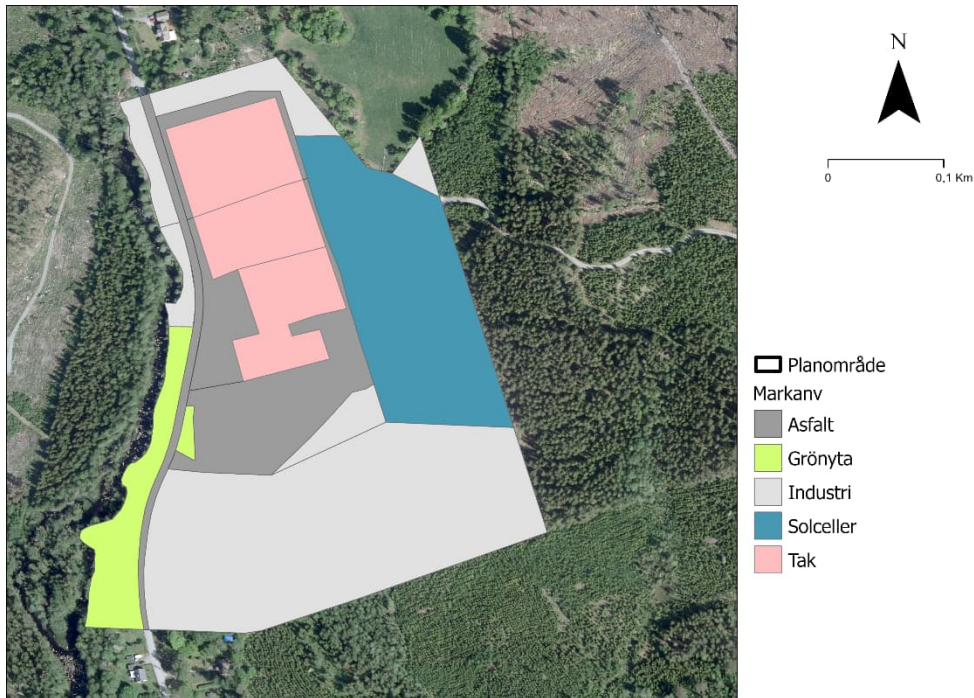 N
0 0,1 Km
Planområde
Markanv
Asfalt
Grönyta
Industri
Solceller
Tak